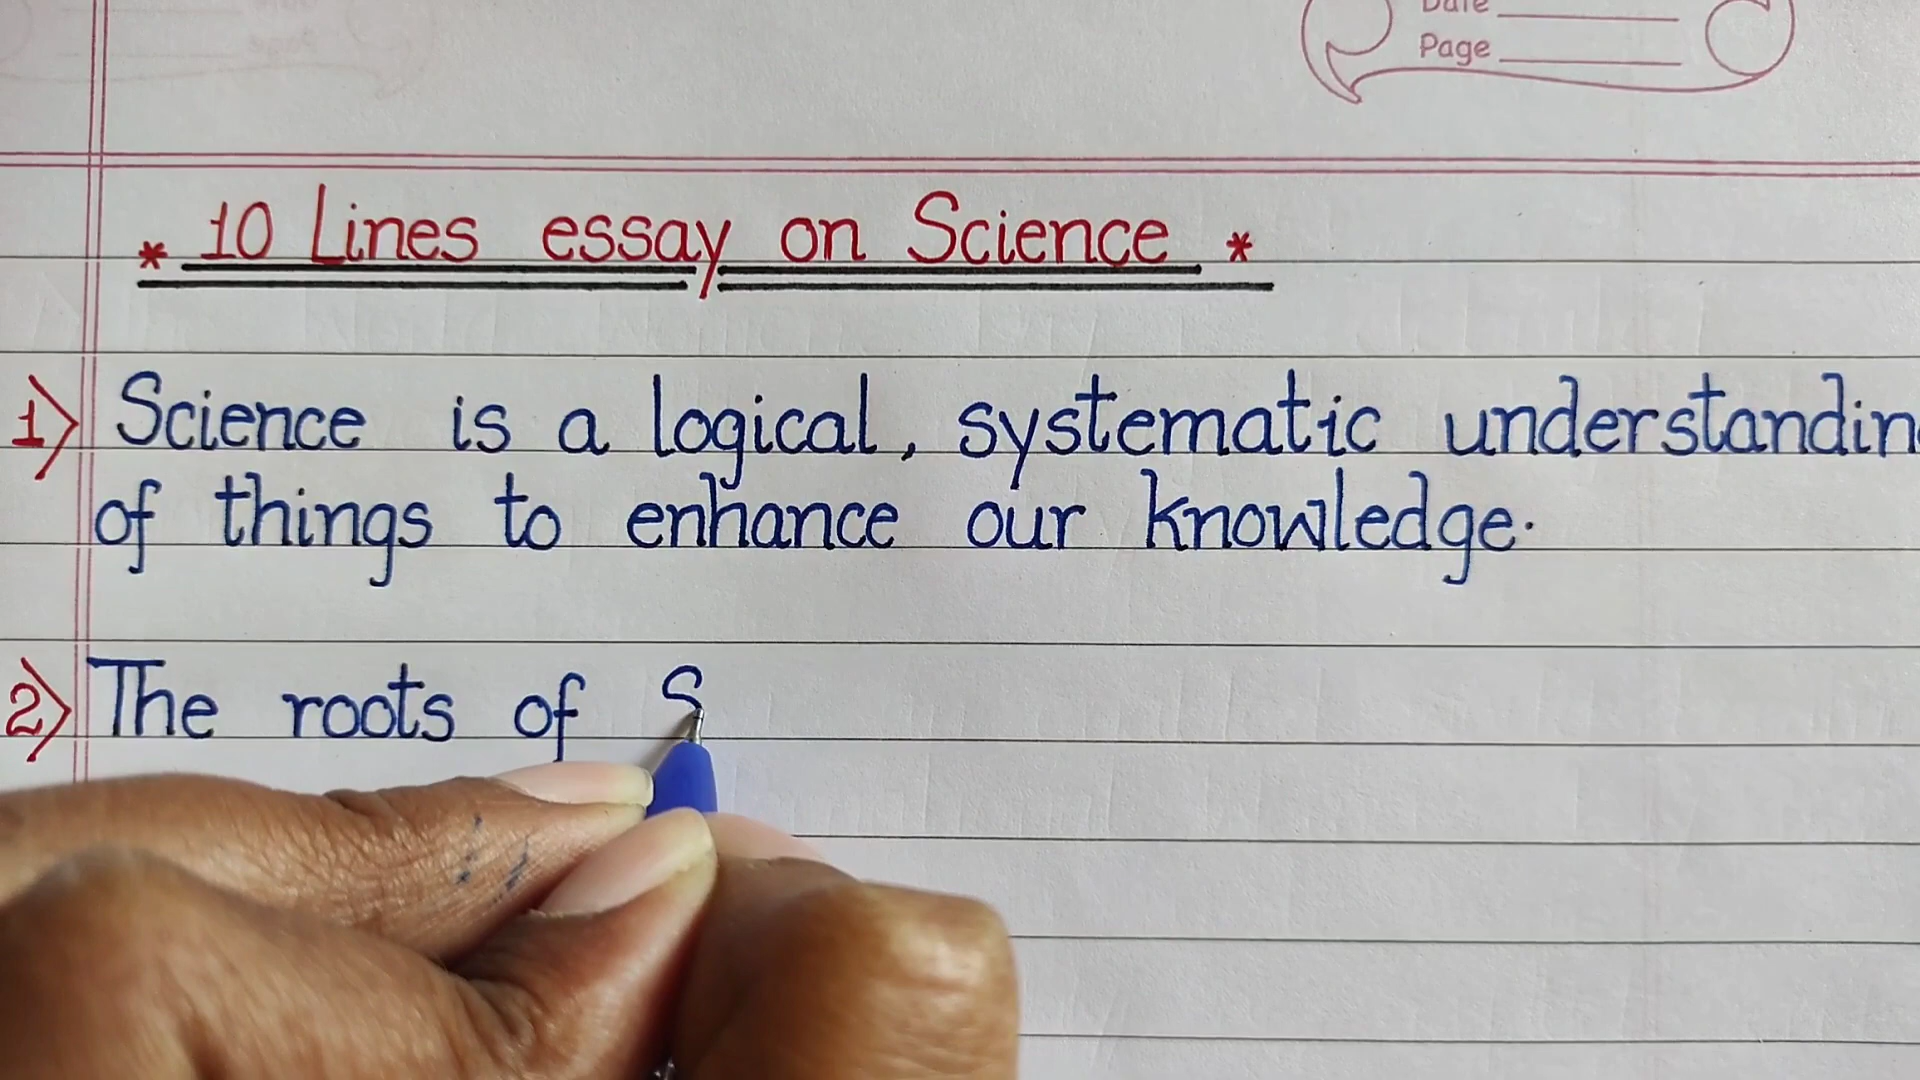 Date
Page
* 10 Lines essay on Science *
1) Science is a logical, systematic understandin
of things to enhance our knowledge.
2) The roots of S